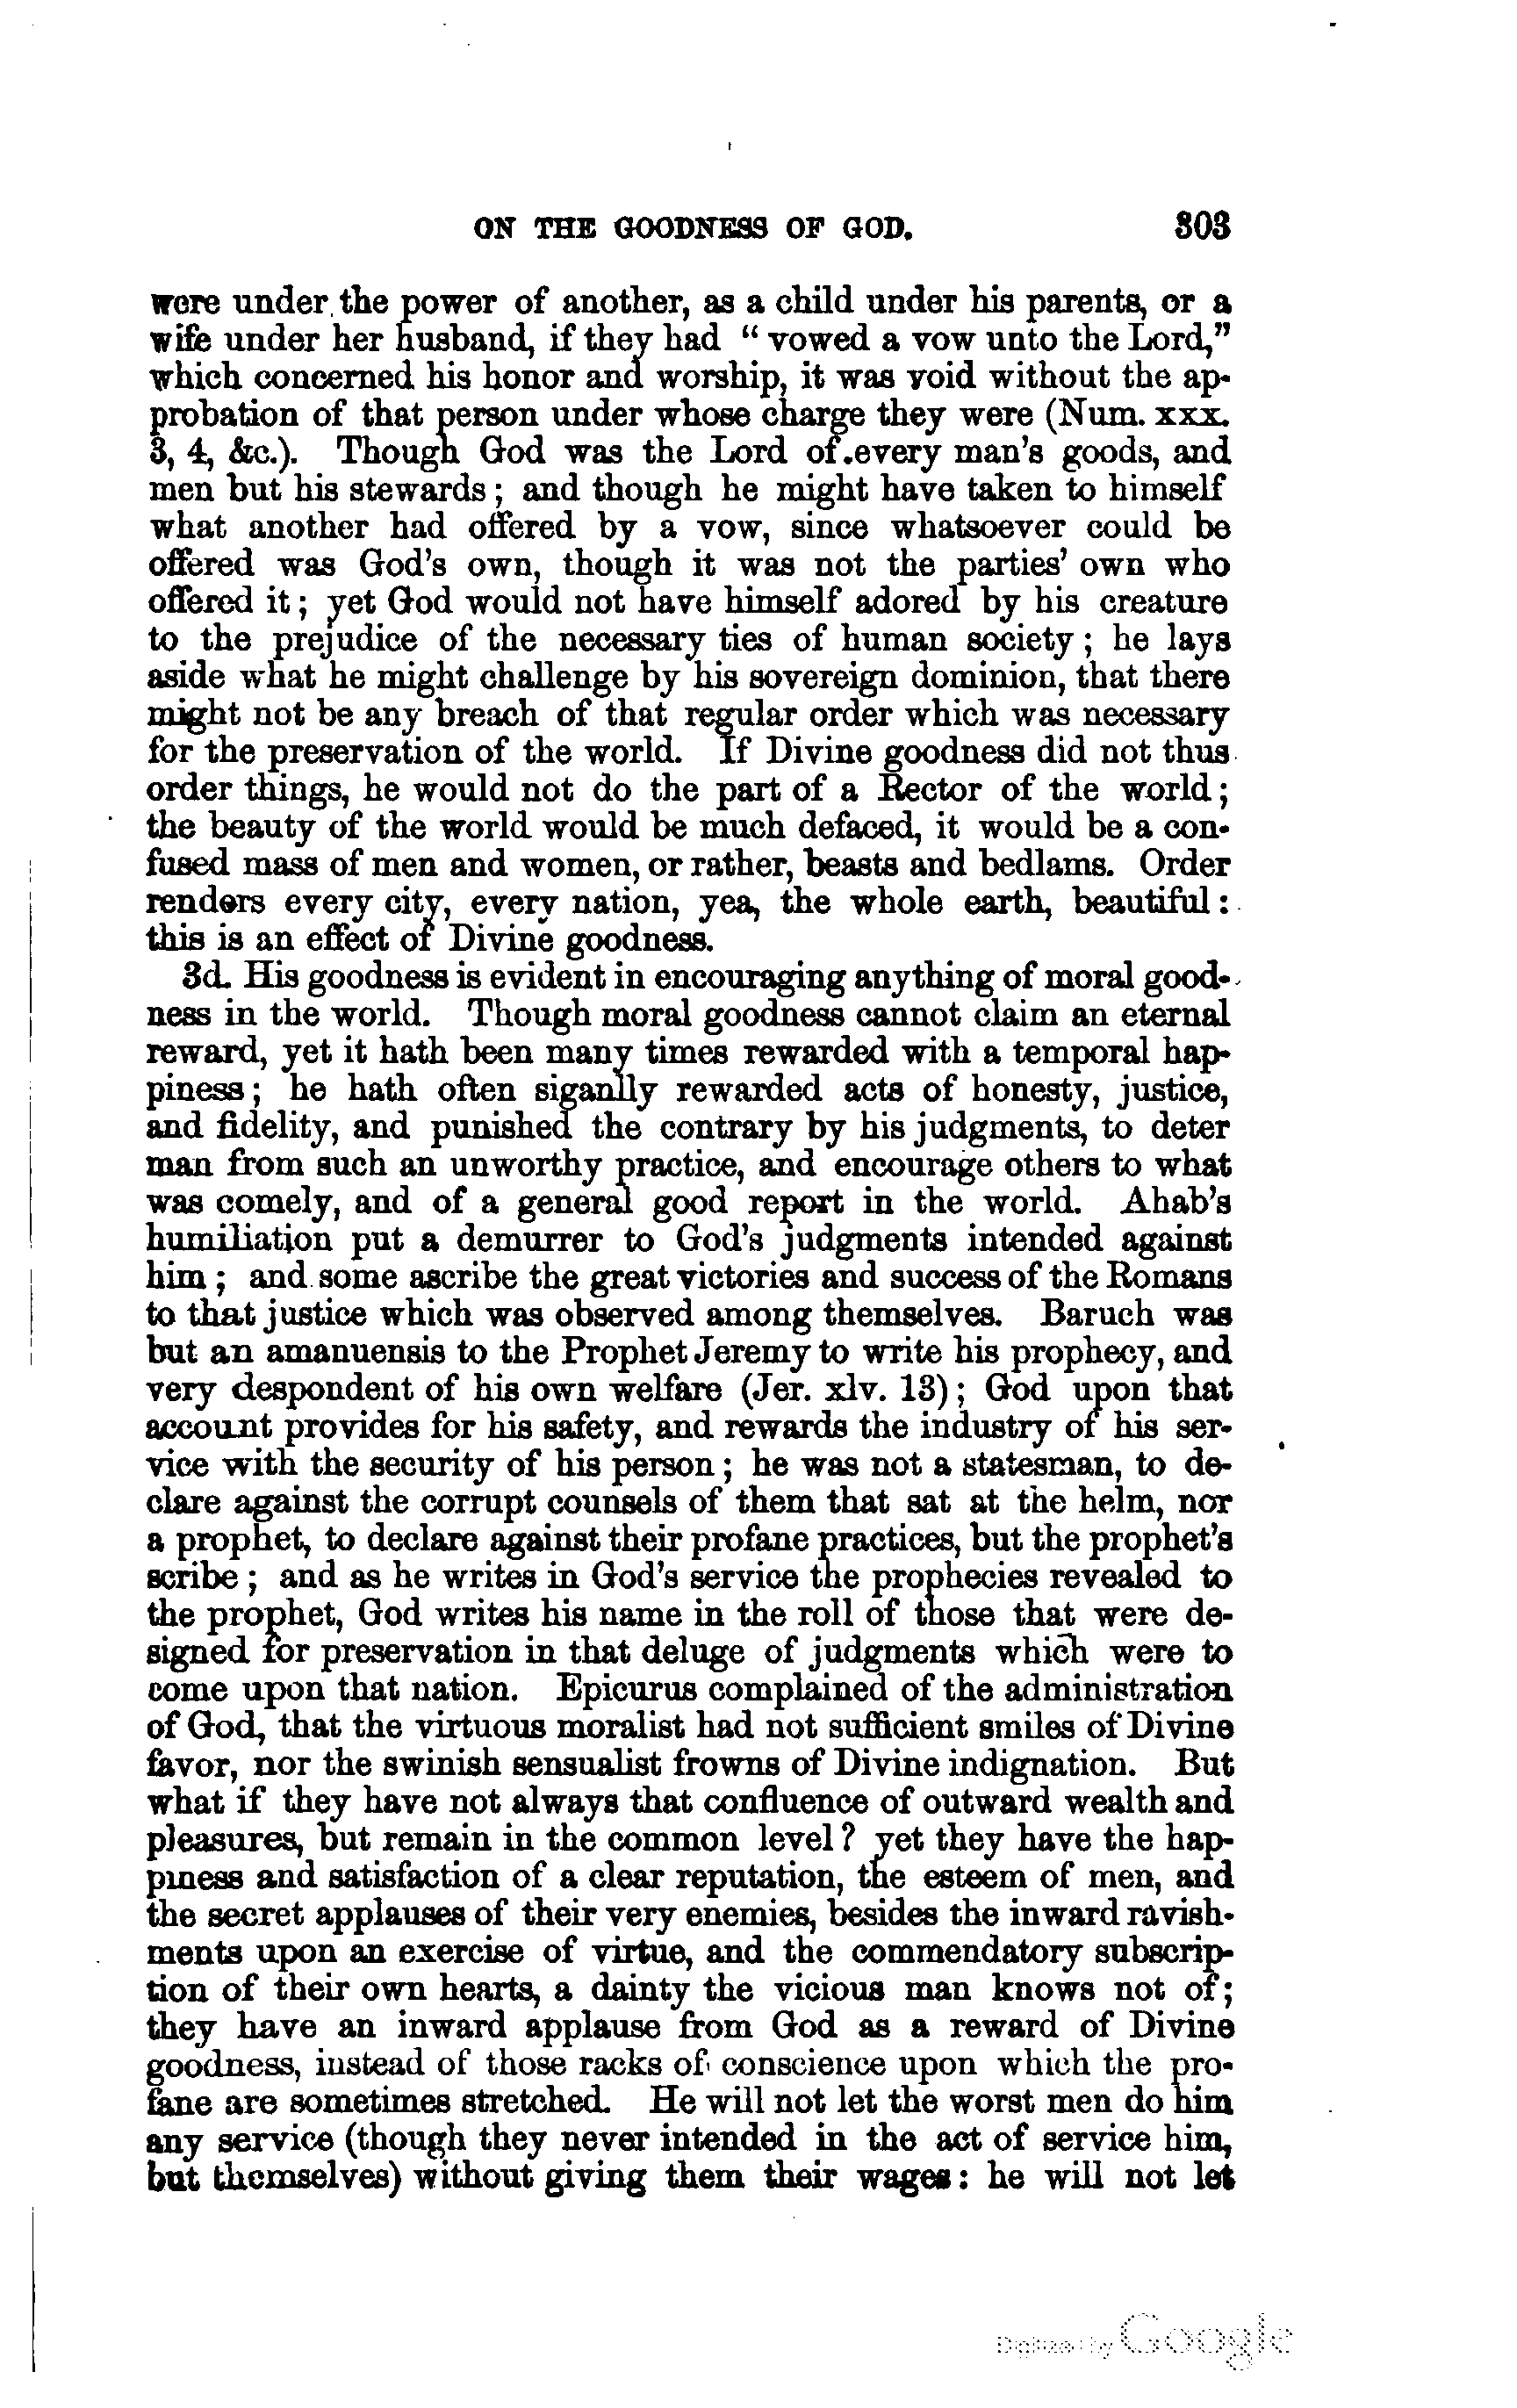 ON THE GOODNESS OF GOD. 303
were under the power of another, as a child under his parents, or a
wife under her husband, if they had “ vowed a vow unto the Lord,”
which concerned his honor and worship, it was void without the ap-
probation of that person under whose charge they were (Num. xxx.
3, 4, &c.). Though God was the Lord of every man's goods, and
men but his stewards; and though he might have taken to himself
what another had offered by a vow, since whatsoever could be
offered was God's own, though it was not the parties' own who
offered it; yet God would not have himself adored by his creature
to the prejudice of the necessary ties of human society; he lays
aside what he might challenge by his sovereign dominion, that there
might not be any breach of that regular order which was necessary
for the preservation of the world. If Divine goodness did not thus
order things, he would not do the part of a Rector of the world;
the beauty of the world would be much defaced, it would be a con-
fused mass of men and women, or rather, beasts and bedlams. Order
renders every city, every nation, yea, the whole earth, beautiful:
this is an effect of Divine goodness.
3d. His goodness is evident in encouraging anything of moral good-
ness in the world. Though moral goodness cannot claim an eternal
reward, yet it hath been many times rewarded with a temporal hap-
piness; he hath often siganlly rewarded acts of honesty, justice,
and fidelity, and punished the contrary by his judgments, to deter
man from such an unworthy practice, and encourage others to what
was comely, and of a general good report in the world. Ahab's
humiliation put a demurrer to God's judgments intended against
him; and some ascribe the great victories and success of the Romans
to that justice which was observed among themselves. Baruch was
but an amanuensis to the Prophet Jeremy to write his prophecy, and
very despondent of his own welfare (Jer. xlv. 13); God upon that
account provides for his safety, and rewards the industry of his ser-
vice with the security of his person; he was not a statesman, to de-
clare against the corrupt counsels of them that sat at the helm, nor
a prophet, to declare against their profane practices, but the prophet's
scribe; and as he writes in God's service the prophecies revealed to
the prophet, God writes his name in the roll of those that were de-
signed for preservation in that deluge of judgments which were to
come upon that nation. Epicurus complained of the administration
of God, that the virtuous moralist had not sufficient smiles of Divine
favor, nor the swinish sensualist frowns of Divine indignation. But
what if they have not always that confluence of outward wealth and
pleasures, but remain in the common level? yet they have the hap-
piness and satisfaction of a clear reputation, the esteem of men, and
the secret applauses of their very enemies, besides the inward ravish-
ments upon an exercise of virtue, and the commendatory subscrip-
tion of their own hearts, a dainty the vicious man knows not of;
they have an inward applause from God as a reward of Divine
goodness, instead of those racks of conscience upon which the pro-
fane are sometimes stretched. He will not let the worst men do him
any service (though they never intended in the act of service him,
but themselves) without giving them their wages: he will not let
Digitized by Google